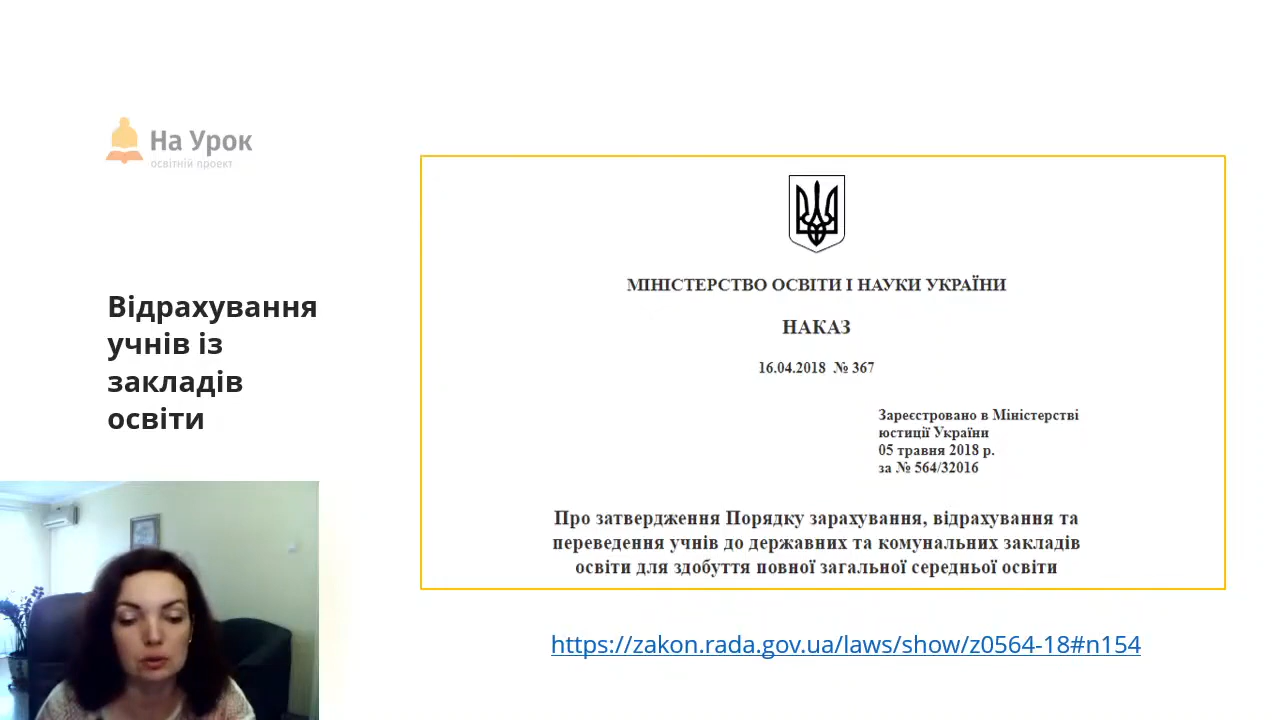 На Урок
освітній проект
Відрахування
учнів із
закладів
освіти
МІНІСТЕРСТВО ОСВІТИ І НАУКИ УКРАЇНИ
НАКАЗ
16.04.2018 № 367
Зареєстровано в Міністерстві
юстиції України
05 травня 2018 р.
за № 564/32016
Про затвердження Порядку зарахування, відрахування та
переведення учнів до державних та комунальних закладів
освіти для здобуття повної загальної середньої освіти
https://zakon.rada.gov.ua/laws/show/z0564-18#n154